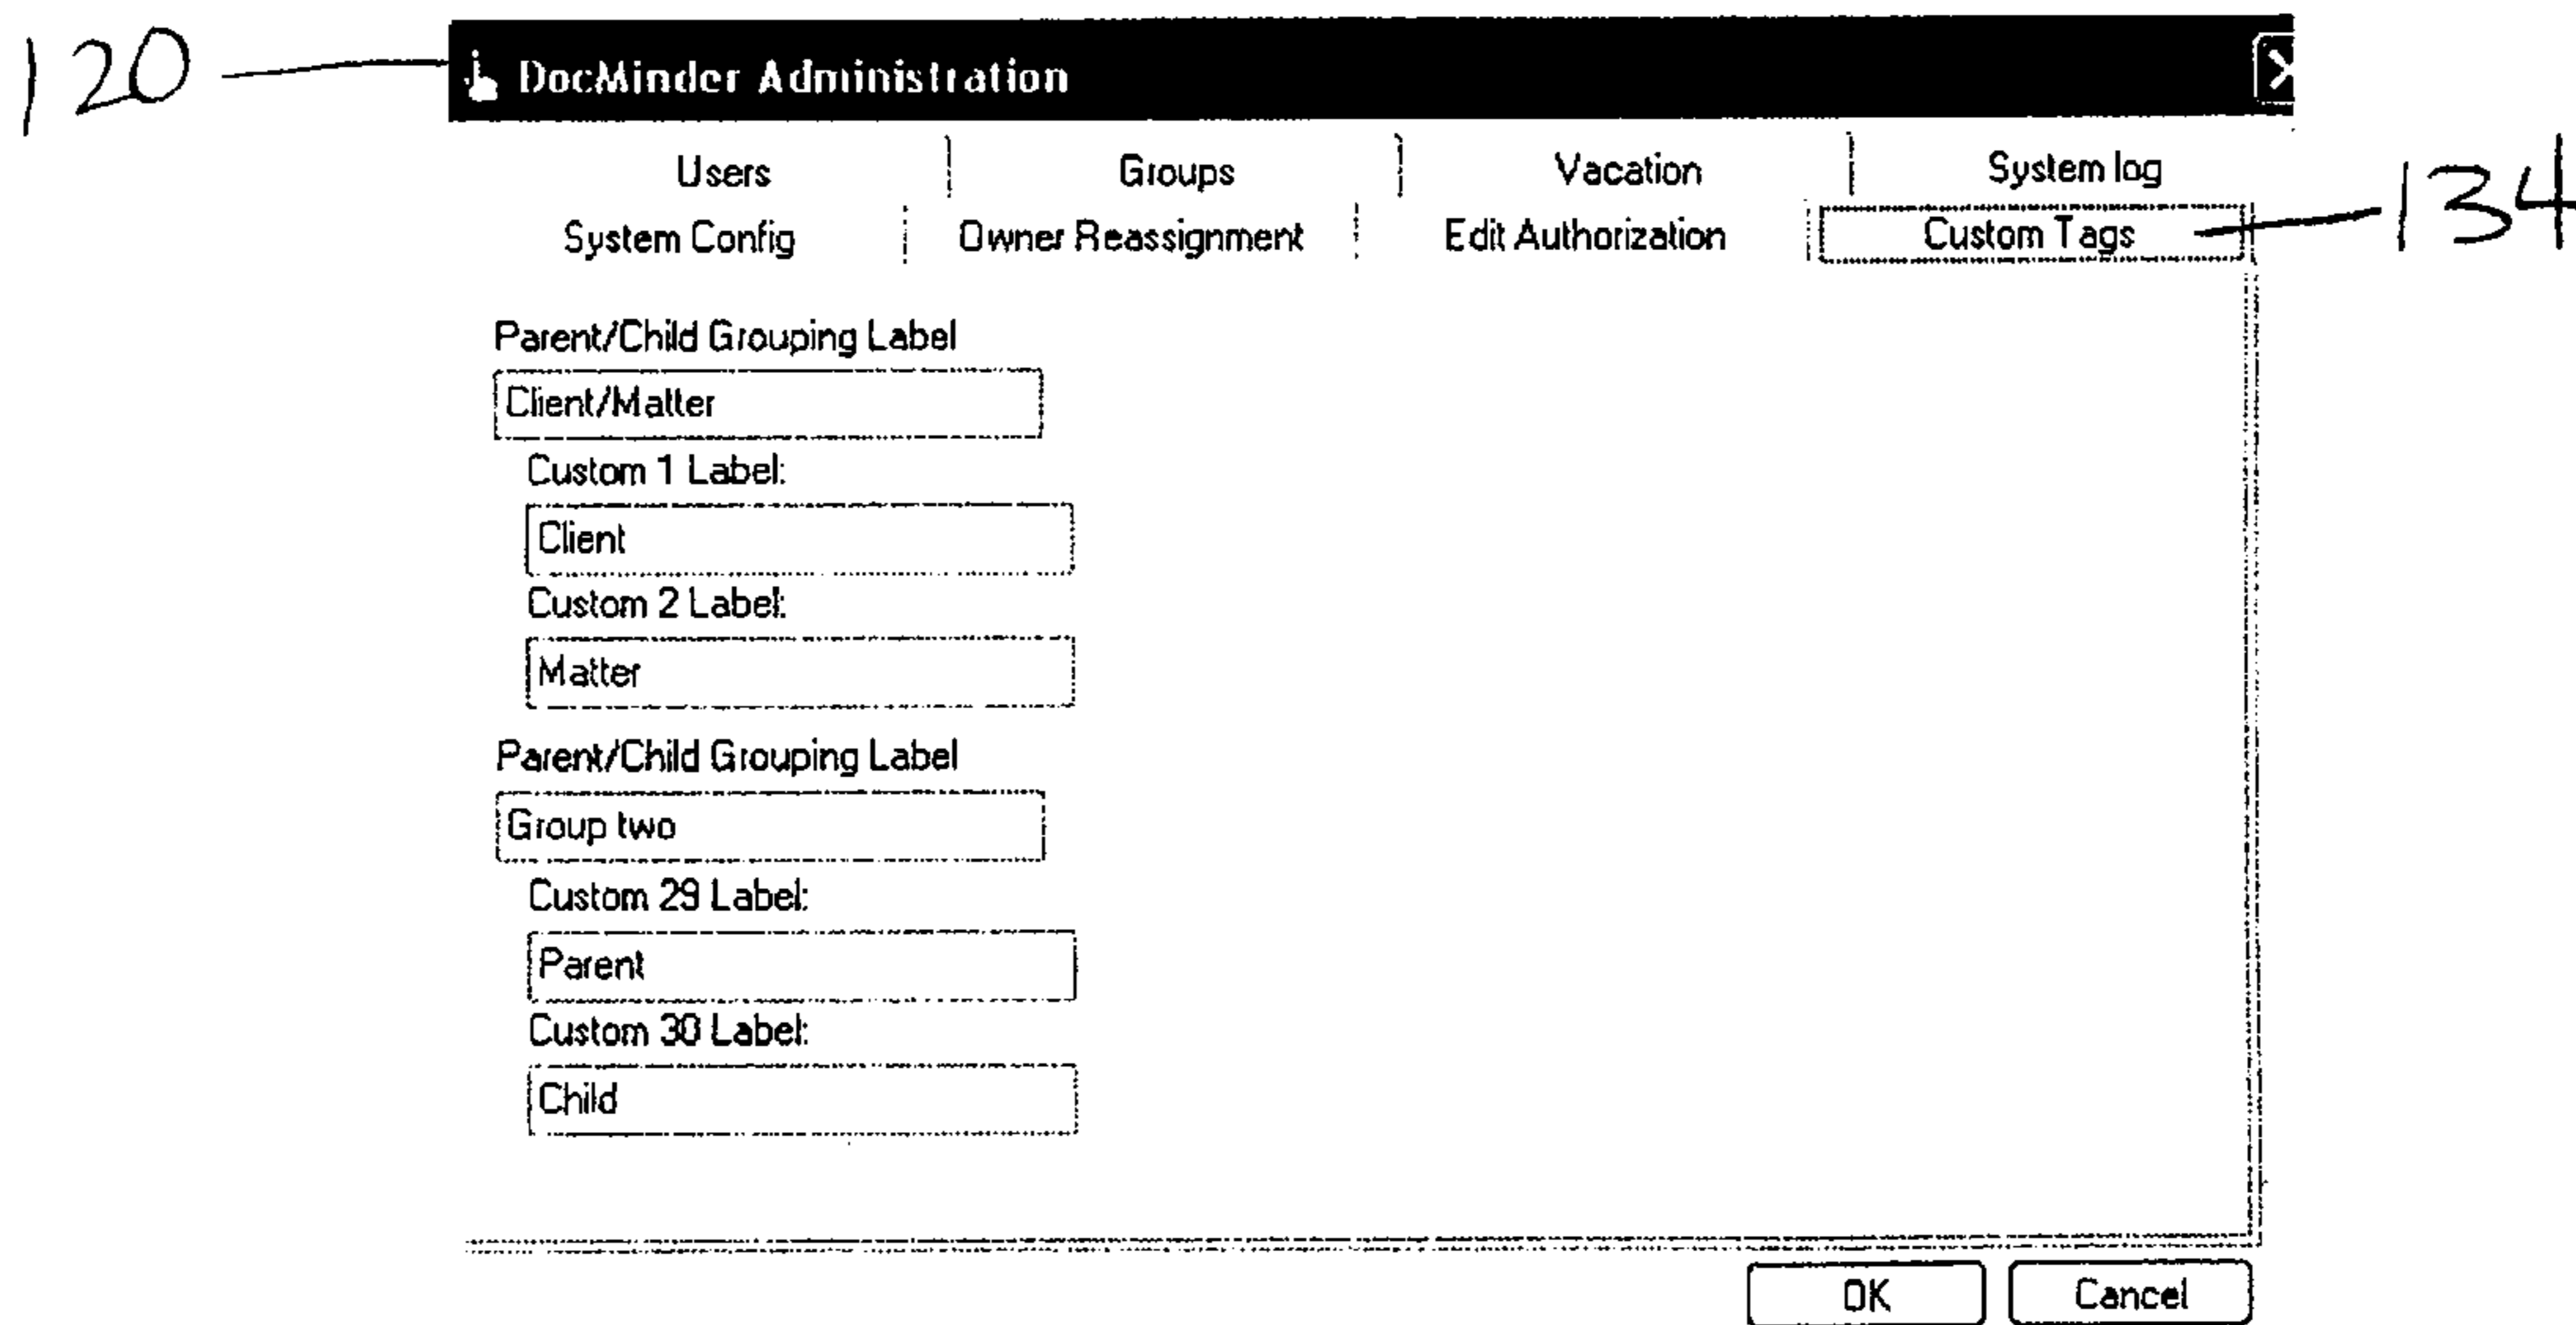 120
DocMinder Administration
Users Groups Vacation System log
System Config Owner Reassignment Edit Authorization Custom Tags
134
Parent/Child Grouping Label
Client/Matter
Custom 1 Label:
Client
Custom 2 Label:
Matter
Parent/Child Grouping Label
Group two
Custom 29 Label:
Parent
Custom 30 Label:
Child
OK Cancel